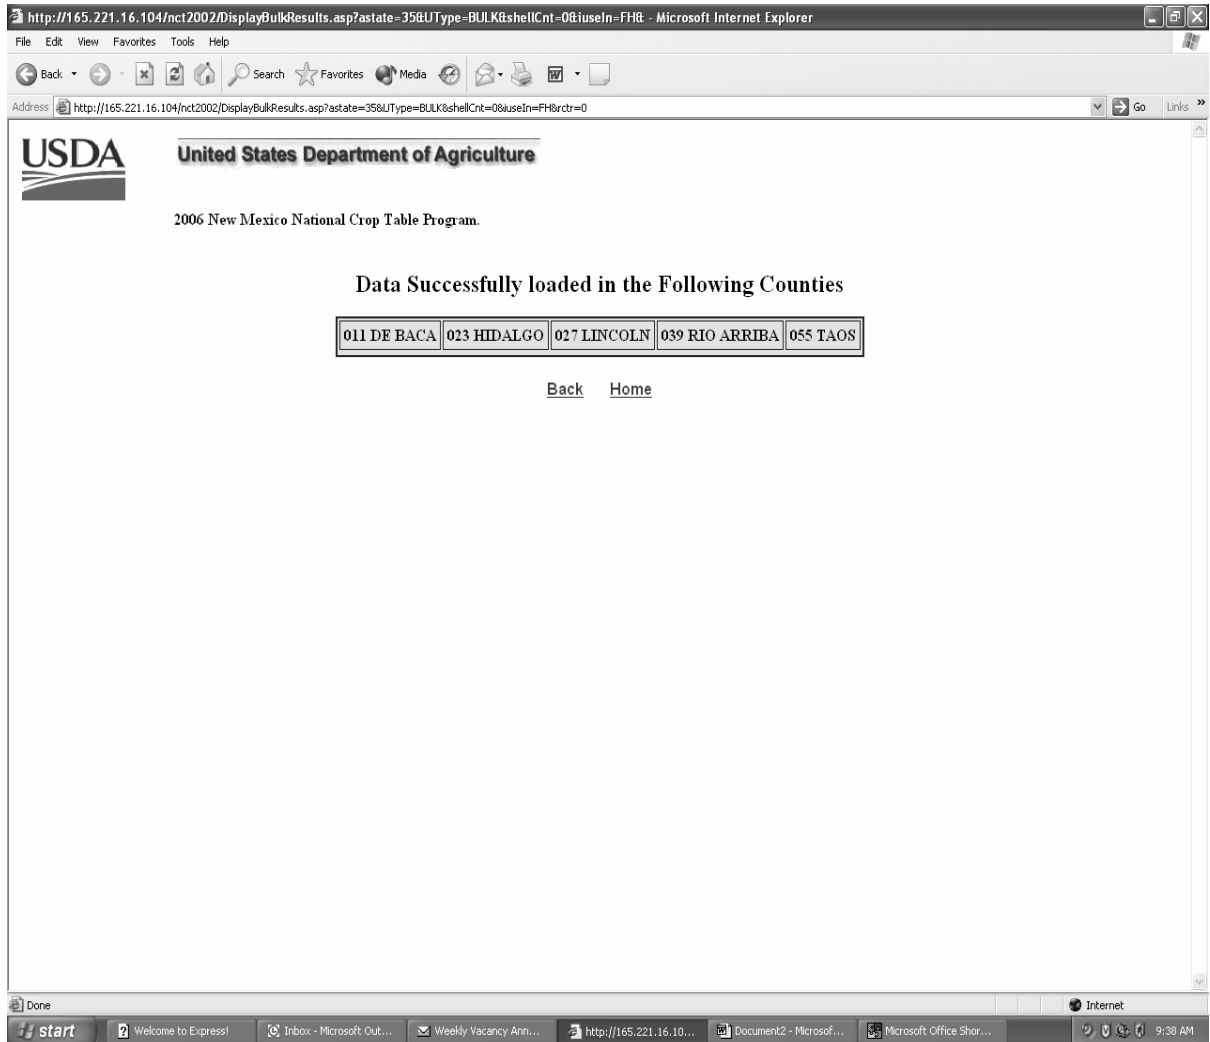 http://165.221.16.104/nct2002/DisplayBulkResults.asp?astate=35&UType=BULK&shellCnt=0&iuseIn=FH& - Microsoft Internet Explorer
File Edit View Favorites Tools Help
Back Search Favorites Media
Address http://165.221.16.104/nct2002/DisplayBulkResults.asp?astate=35&UType=BULK&shellCnt=0&iuseIn=FH&rctr=0 Go Links »
USDA United States Department of Agriculture
2006 New Mexico National Crop Table Program.
Data Successfully loaded in the Following Counties
011 DE BACA 023 HIDALGO 027 LINCOLN 039 RIO ARRIBA 055 TAOS
Back Home
Done Internet
start Welcome to Express! Inbox - Microsoft Out... Weekly Vacancy Ann... http://165.221.16.10... Document2 - Microsof... Microsoft Office Shor... 9:38 AM